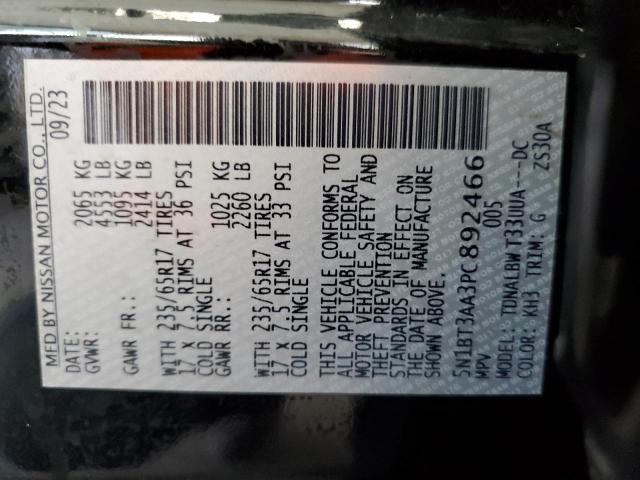 MFD BY NISSAN MOTOR CO.,LTD.
DATE: 09/23
GVWR: 2065 KG
4553 LB
GAWR FR.: 1095 KG
2414 LB
WITH 235/65R17 TIRES
17 X 7.5 RIMS AT 36 PSI
COLD SINGLE
GAWR RR.: 1025 KG
2260 LB
WITH 235/65R17 TIRES
17 X 7.5 RIMS AT 33 PSI
COLD SINGLE
THIS VEHICLE CONFORMS TO
ALL APPLICABLE FEDERAL
MOTOR VEHICLE SAFETY AND
THEFT PREVENTION
STANDARDS IN EFFECT ON
THE DATE OF MANUFACTURE
SHOWN ABOVE.
5N1BT3AA3PC892466
MPV 005
MODEL: TDNALBW T33UUA---DC
COLOR: KH3 TRIM: G ZS30A